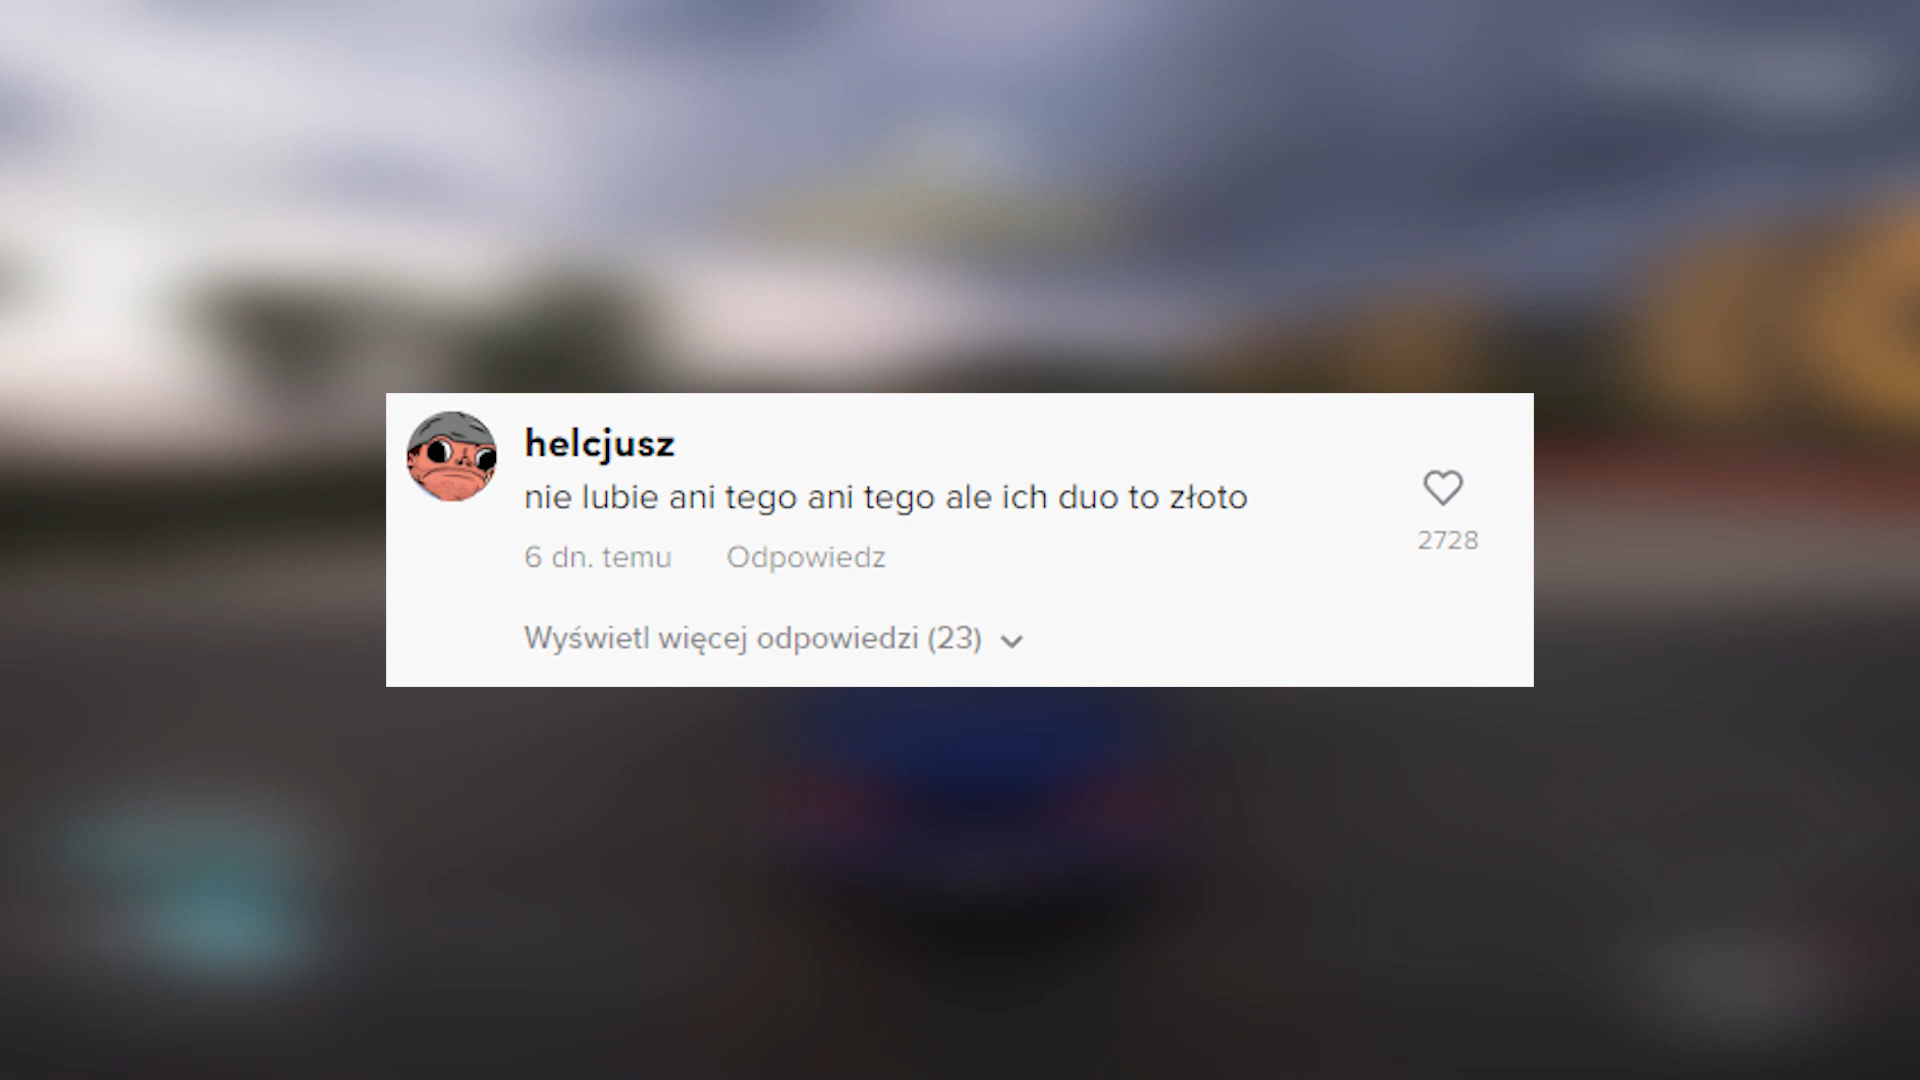 helcjusz
nie lubie ani tego ani tego ale ich duo to złoto
2728
6 dn. temu Odpowiedz
Wyświetl więcej odpowiedzi (23)